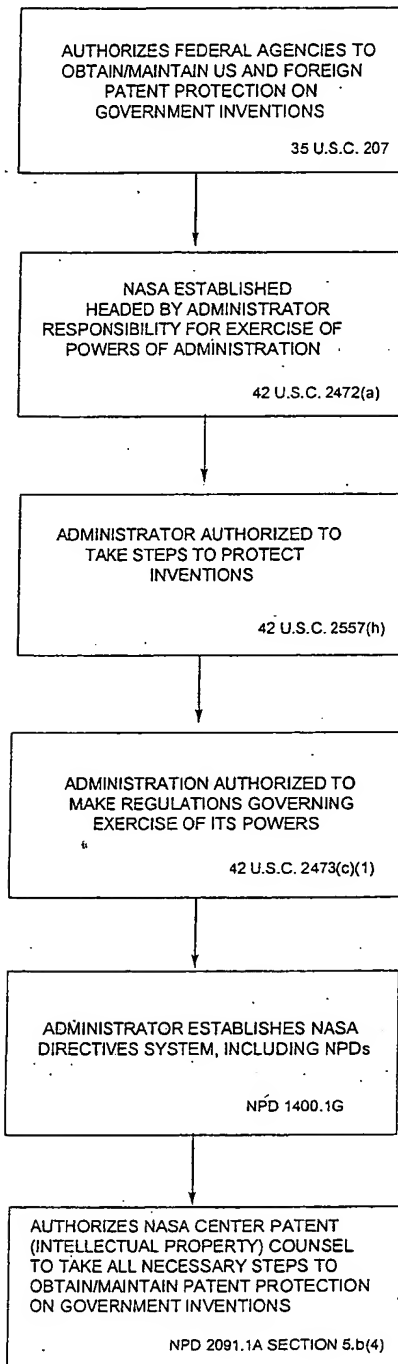 AUTHORIZES FEDERAL AGENCIES TO
OBTAIN/MAINTAIN US AND FOREIGN
PATENT PROTECTION ON
GOVERNMENT INVENTIONS
35 U.S.C. 207
NASA ESTABLISHED
HEADED BY ADMINISTRATOR
RESPONSIBILITY FOR EXERCISE OF
POWERS OF ADMINISTRATION
42 U.S.C. 2472(a)
ADMINISTRATOR AUTHORIZED TO
TAKE STEPS TO PROTECT
INVENTIONS
42 U.S.C. 2557(h)
ADMINISTRATION AUTHORIZED TO
MAKE REGULATIONS GOVERNING
EXERCISE OF ITS POWERS
42 U.S.C. 2473(c)(1)
ADMINISTRATOR ESTABLISHES NASA
DIRECTIVES SYSTEM, INCLUDING NPDs
NPD 1400.1G
AUTHORIZES NASA CENTER PATENT
(INTELLECTUAL PROPERTY) COUNSEL
TO TAKE ALL NECESSARY STEPS TO
OBTAIN/MAINTAIN PATENT PROTECTION
ON GOVERNMENT INVENTIONS
NPD 2091.1A SECTION 5.b(4)